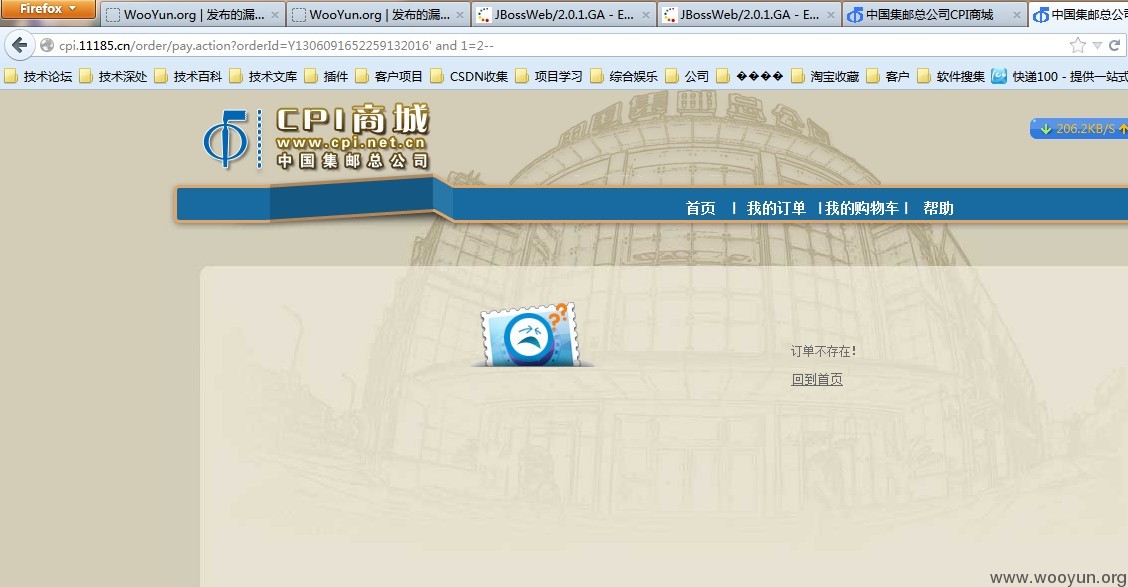 Firefox
WooYun.org | 发布的漏... ×
WooYun.org | 发布的漏... ×
JBossWeb/2.0.1.GA - E... ×
JBossWeb/2.0.1.GA - E... ×
中国集邮总公司CPI商城 ×
中国集邮总公司
cpi.11185.cn/order/pay.action?orderId=Y1306091652259132016' and 1=2--
技术论坛 技术深处 技术百科 技术文库 插件 客户项目 CSDN收集 项目学习 综合娱乐 公司 ���� 淘宝收藏 客户 软件搜集 快递100 - 提供一站式
CPI商城
www.cpi.net.cn
中国集邮总公司
206.2KB/S
首页 | 我的订单 | 我的购物车 | 帮助
??
订单不存在!
回到首页
www.wooyun.org